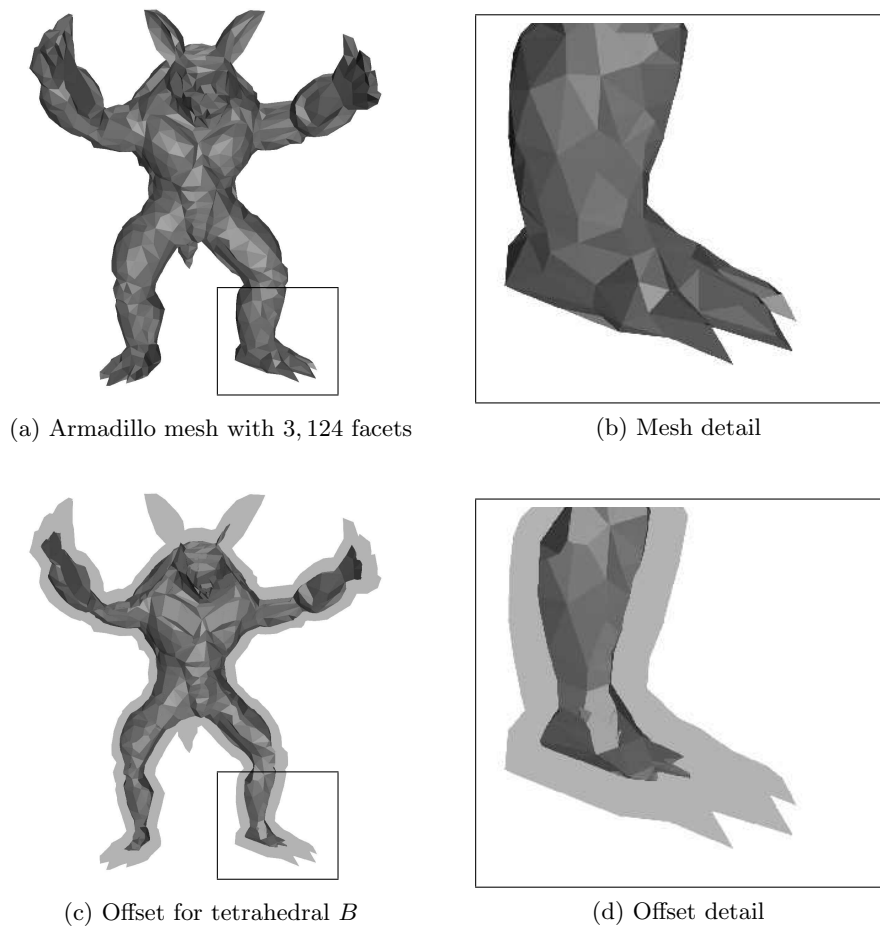 (a) Armadillo mesh with 3, 124 facets
(b) Mesh detail
(c) Offset for tetrahedral B
(d) Offset detail